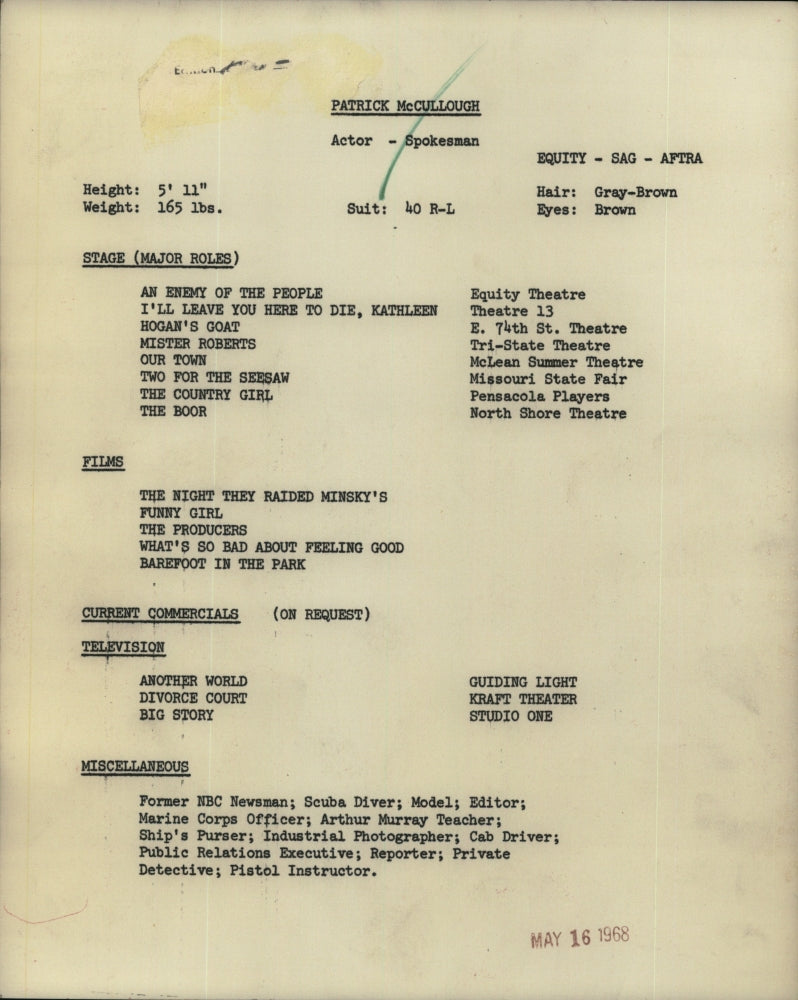 PATRICK McCULLOUGH
Actor - Spokesman
EQUITY - SAG - AFTRA
Height: 5' 11" Hair: Gray-Brown
Weight: 165 lbs. Suit: 40 R-L Eyes: Brown
STAGE (MAJOR ROLES)
AN ENEMY OF THE PEOPLE Equity Theatre
I'LL LEAVE YOU HERE TO DIE, KATHLEEN Theatre 13
HOGAN'S GOAT E. 74th St. Theatre
MISTER ROBERTS Tri-State Theatre
OUR TOWN McLean Summer Theatre
TWO FOR THE SEESAW Missouri State Fair
THE COUNTRY GIRL Pensacola Players
THE BOOR North Shore Theatre
FILMS
THE NIGHT THEY RAIDED MINSKY'S
FUNNY GIRL
THE PRODUCERS
WHAT'S SO BAD ABOUT FEELING GOOD
BAREFOOT IN THE PARK
CURRENT COMMERCIALS (ON REQUEST)
TELEVISION
ANOTHER WORLD GUIDING LIGHT
DIVORCE COURT KRAFT THEATER
BIG STORY STUDIO ONE
MISCELLANEOUS
Former NBC Newsman; Scuba Diver; Model; Editor;
Marine Corps Officer; Arthur Murray Teacher;
Ship's Purser; Industrial Photographer; Cab Driver;
Public Relations Executive; Reporter; Private
Detective; Pistol Instructor.
MAY 16 1968